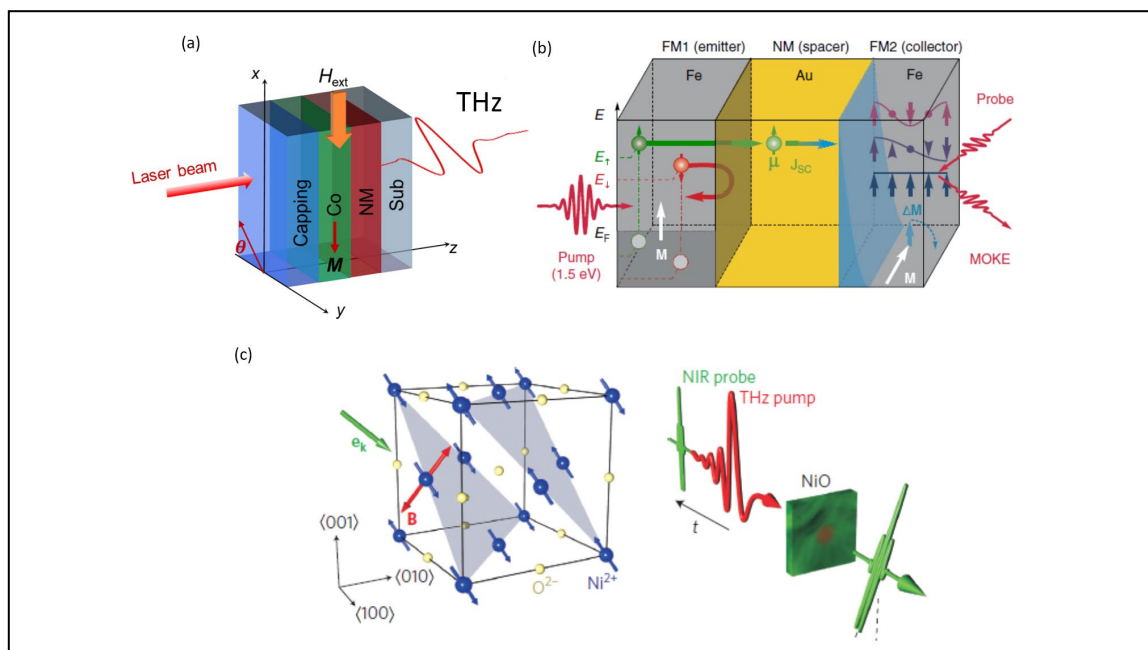 (a)
x
H_ext
THz
Laser beam
Capping
Co
NM
Sub
M
θ
z
y
(b)
FM1 (emitter)
NM (spacer)
FM2 (collector)
Fe
Au
Fe
E
Probe
E↑
E↓
μ
J_SC
E_F
M
ΔM
M
Pump
(1.5 eV)
MOKE
(c)
NIR probe
THz pump
e_k
B
NiO
t
⟨001⟩
⟨010⟩
⟨100⟩
O²⁻
Ni²⁺